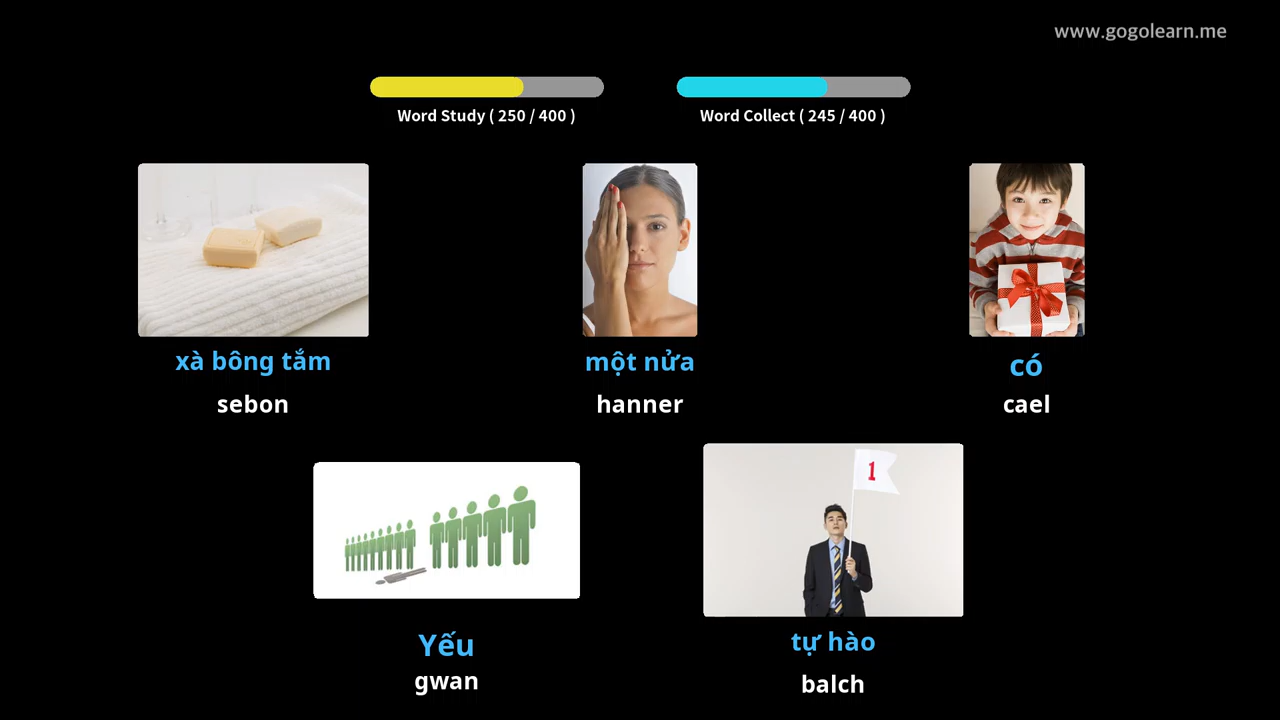 www.gogolearn.me
Word Study ( 250 / 400 )
Word Collect ( 245 / 400 )
xà bông tắm
sebon
một nửa
hanner
có
cael
1
Yếu
gwan
tự hào
balch